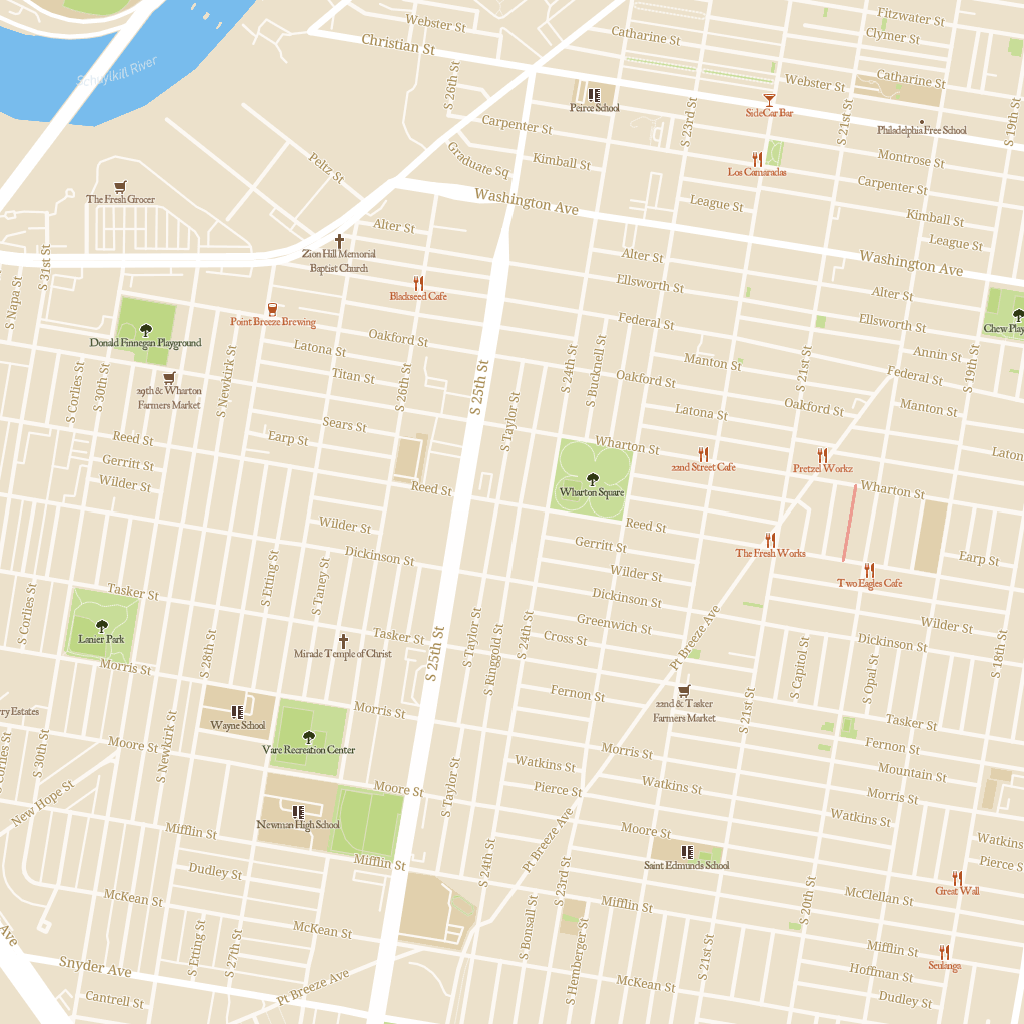 Webster St
Fitzwater St
Catharine St
Clymer St
Christian St
Schuylkill River
S 26th St
Webster St
Catharine St
Peirce School
SideCar Bar
S 23rd St
S 21st St
Philadelphia Free School
S 19th St
Carpenter St
Graduate Sq
Kimball St
Los Camaradas
Montrose St
Peltz St
Carpenter St
The Fresh Grocer
Washington Ave
League St
Kimball St
League St
Alter St
Zion Hill Memorial
Baptist Church
Alter St
Washington Ave
S 31st St
S Napa St
Blackseed Cafe
Ellsworth St
Alter St
Point Breeze Brewing
Federal St
Ellsworth St
Chew Play
Donald Finnegan Playground
Oakford St
Latona St
Titan St
Manton St
Annin St
Federal St
S 19th St
S 21st St
S 24th St
S Bucknell St
Oakford St
S 25th St
S 26th St
S Newkirk St
S Corlies St
S 30th St
29th & Wharton
Farmers Market
Latona St
Oakford St
Manton St
S Taylor St
Sears St
Earp St
Reed St
Gerritt St
Wilder St
Wharton St
22nd Street Cafe
Pretzel Workz
Laton
Wharton Square
Wharton St
Reed St
Reed St
Wilder St
Dickinson St
Gerritt St
Wilder St
The Fresh Works
Two Eagles Cafe
Earp St
Dickinson St
Greenwich St
Cross St
Wilder St
Dickinson St
S Etting St
S Taney St
Tasker St
S Corlies St
Lanier Park
Tasker St
S 25th St
S Taylor St
S Ringgold St
S 24th St
Pt Breeze Ave
S 18th St
Miracle Temple of Christ
S 28th St
Morris St
S Capitol St
S Opal St
Fernon St
22nd & Tasker
Farmers Market
S 21st St
Tasker St
ry Estates
Wayne School
Morris St
Moore St
Vare Recreation Center
Morris St
Fernon St
Mountain St
Morris St
S Newkirk St
S 30th St
S Corlies St
Watkins St
Pierce St
Watkins St
Watkins St
Moore St
S Taylor St
New Hope St
Mifflin St
Newman High School
Moore St
Pt Breeze Ave
Watkins
Pierce S
Mifflin St
Saint Edmunds School
Dudley St
S 24th St
S 23rd St
McKean St
Great Wall
McClellan St
Mifflin St
S 20th St
McKean St
S Bonsall St
S Hemberger St
S 21st St
Mifflin St
Seulanga
Ave
S Etting St
S 27th St
Snyder Ave
Hoffman St
Pt Breeze Ave
McKean St
Cantrell St
Dudley St